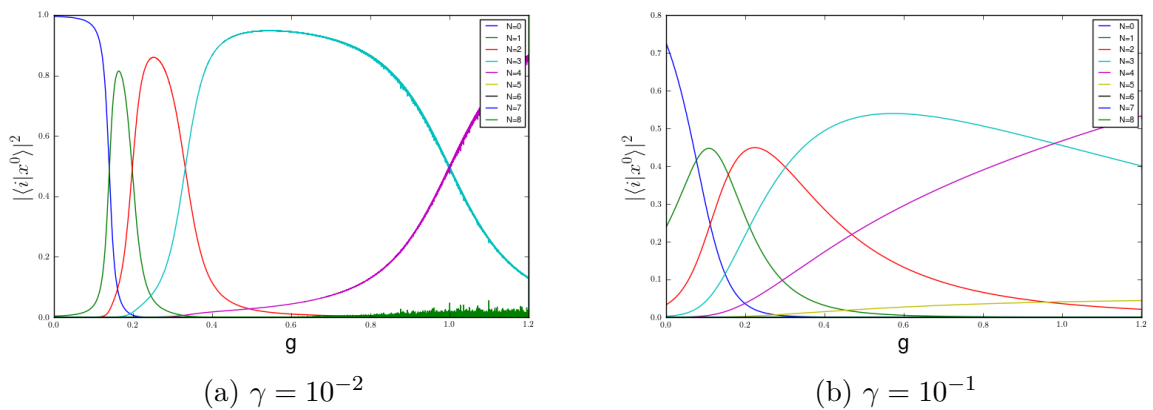 1.0
0.8
0.6
0.4
0.2
0.0
0.0 0.2 0.4 0.6 0.8 1.0 1.2
|⟨i|x⁰⟩|²
g
N=0
N=1
N=2
N=3
N=4
N=5
N=6
N=7
N=8
(a) γ = 10⁻²
0.8
0.7
0.6
0.5
0.4
0.3
0.2
0.1
0.0
0.0 0.2 0.4 0.6 0.8 1.0 1.2
|⟨i|x⁰⟩|²
g
N=0
N=1
N=2
N=3
N=4
N=5
N=6
N=7
N=8
(b) γ = 10⁻¹